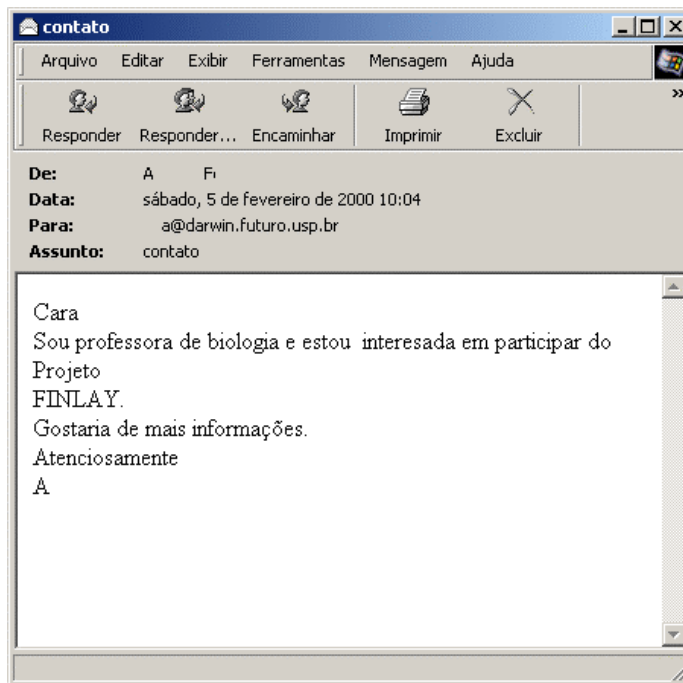 contato
Arquivo Editar Exibir Ferramentas Mensagem Ajuda
Responder Responder... Encaminhar Imprimir Excluir
De: A
Data: sábado, 5 de fevereiro de 2000 10:04
Para: a@darwin.futuro.usp.br
Assunto: contato
Cara
Sou professora de biologia e estou interesada em participar do
Projeto
FINLAY.
Gostaria de mais informações.
Atenciosamente
A